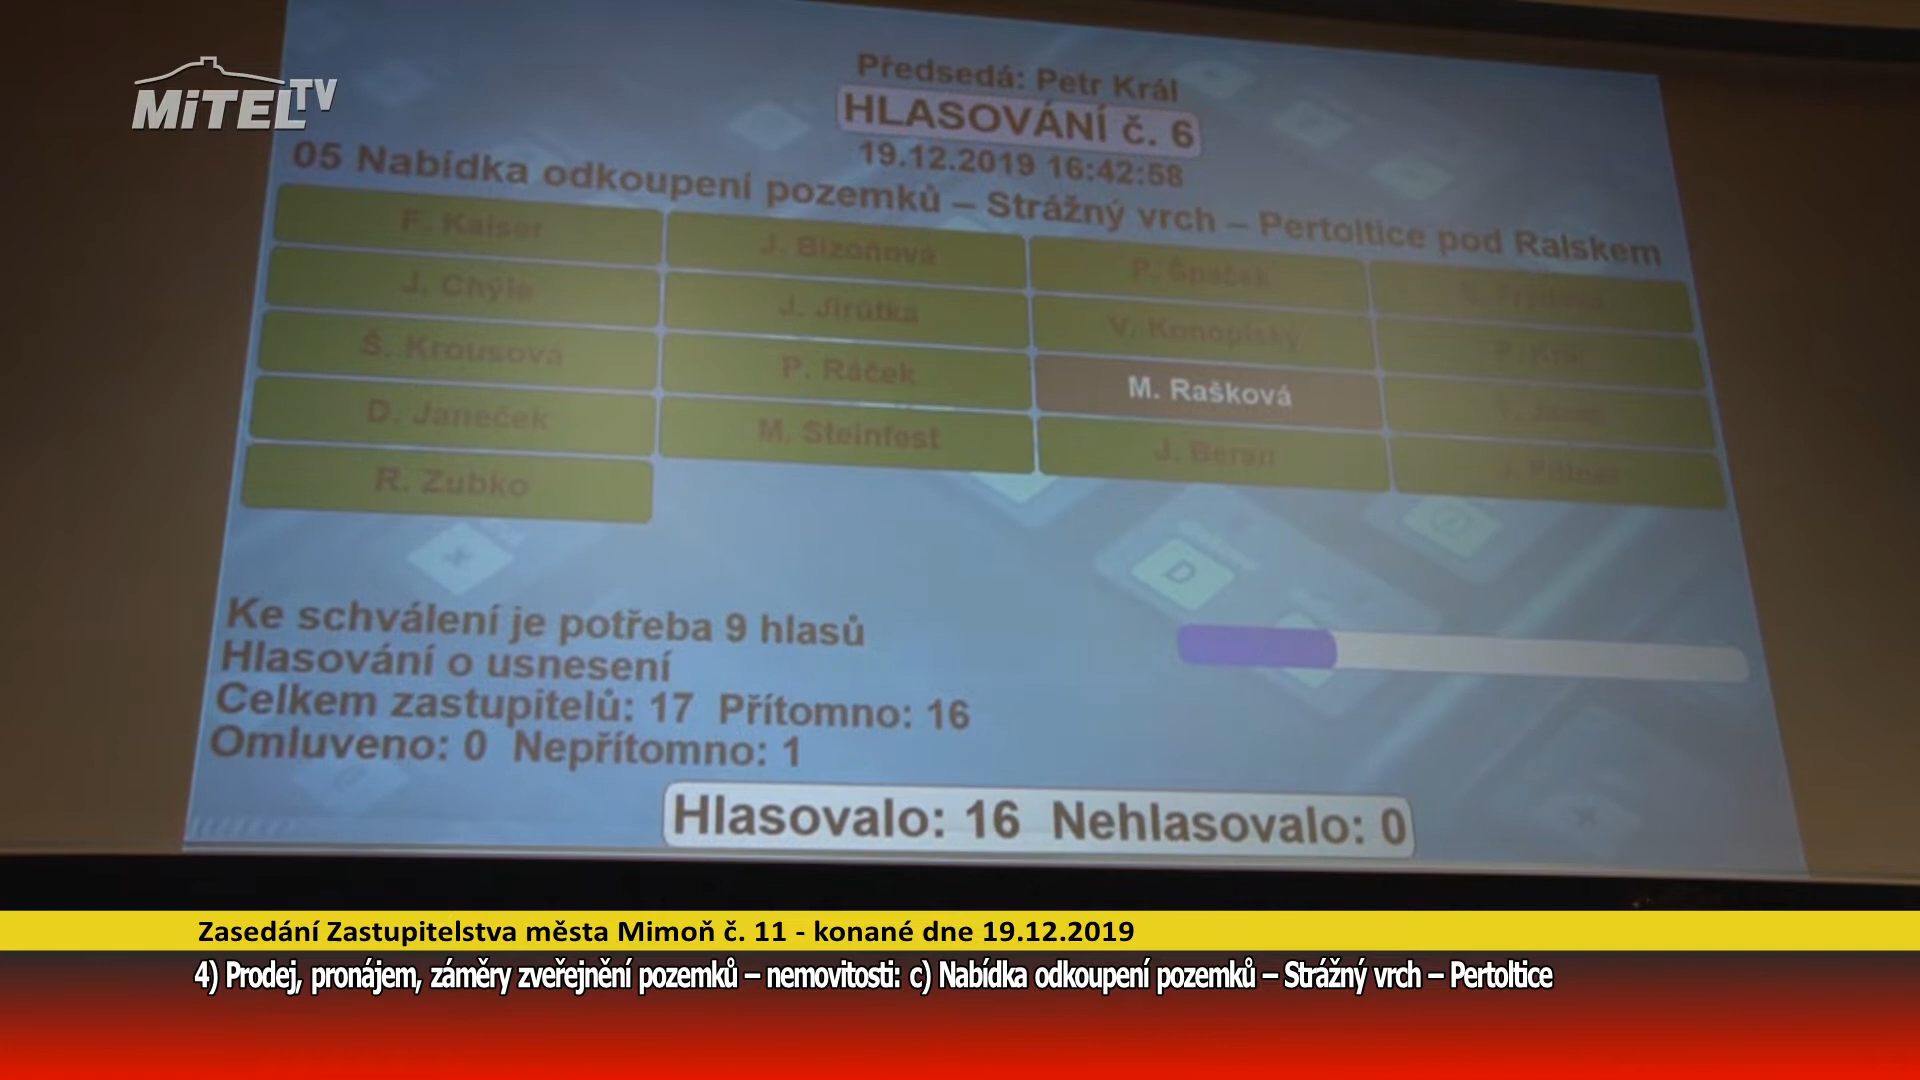 MiTEL TV
Předsedá: Petr Král
HLASOVÁNÍ č. 6
19.12.2019 16:42:58
05 Nabídka odkoupení pozemků – Strážný vrch – Pertoltice pod Ralskem
F. Kaiser
J. Bizoňová
P. Špaček
J. Chýle
J. Jirůtka
V. Konopiský
P. Král
Š. Krousová
P. Ráček
M. Rašková
D. Janeček
M. Steinfest
J. Beran
R. Zubko
D
Ke schválení je potřeba 9 hlasů
Hlasování o usnesení
Celkem zastupitelů: 17 Přítomno: 16
Omluveno: 0 Nepřítomno: 1
Hlasovalo: 16 Nehlasovalo: 0
Zasedání Zastupitelstva města Mimoň č. 11 - konané dne 19.12.2019
4) Prodej, pronájem, záměry zveřejnění pozemků – nemovitosti: c) Nabídka odkoupení pozemků – Strážný vrch – Pertoltice